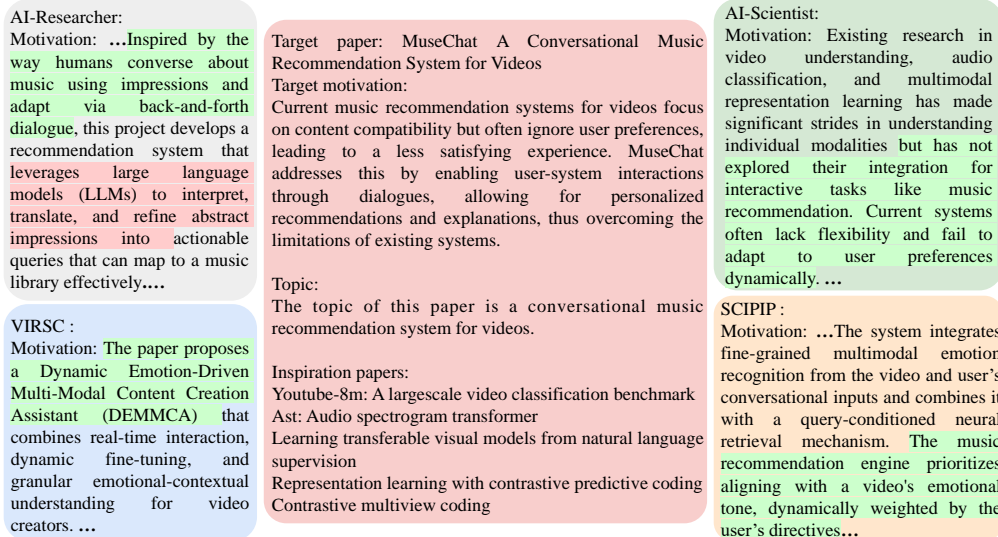 AI-Researcher:
Motivation: …Inspired by the
way humans converse about
music using impressions and
adapt via back-and-forth
dialogue, this project develops a
recommendation system that
leverages large language
models (LLMs) to interpret,
translate, and refine abstract
impressions into actionable
queries that can map to a music
library effectively.…
VIRSC :
Motivation: The paper proposes
a Dynamic Emotion-Driven
Multi-Modal Content Creation
Assistant (DEMMCA) that
combines real-time interaction,
dynamic fine-tuning, and
granular emotional-contextual
understanding for video
creators. …
Target paper: MuseChat A Conversational Music
Recommendation System for Videos
Target motivation:
Current music recommendation systems for videos focus
on content compatibility but often ignore user preferences,
leading to a less satisfying experience. MuseChat
addresses this by enabling user-system interactions
through dialogues, allowing for personalized
recommendations and explanations, thus overcoming the
limitations of existing systems.
Topic:
The topic of this paper is a conversational music
recommendation system for videos.
Inspiration papers:
Youtube-8m: A largescale video classification benchmark
Ast: Audio spectrogram transformer
Learning transferable visual models from natural language
supervision
Representation learning with contrastive predictive coding
Contrastive multiview coding
AI-Scientist:
Motivation: Existing research in
video understanding, audio
classification, and multimodal
representation learning has made
significant strides in understanding
individual modalities but has not
explored their integration for
interactive tasks like music
recommendation. Current systems
often lack flexibility and fail to
adapt to user preferences
dynamically. …
SCIPIP :
Motivation: …The system integrates
fine-grained multimodal emotion
recognition from the video and user's
conversational inputs and combines it
with a query-conditioned neural
retrieval mechanism. The music
recommendation engine prioritizes
aligning with a video's emotional
tone, dynamically weighted by the
user's directives…